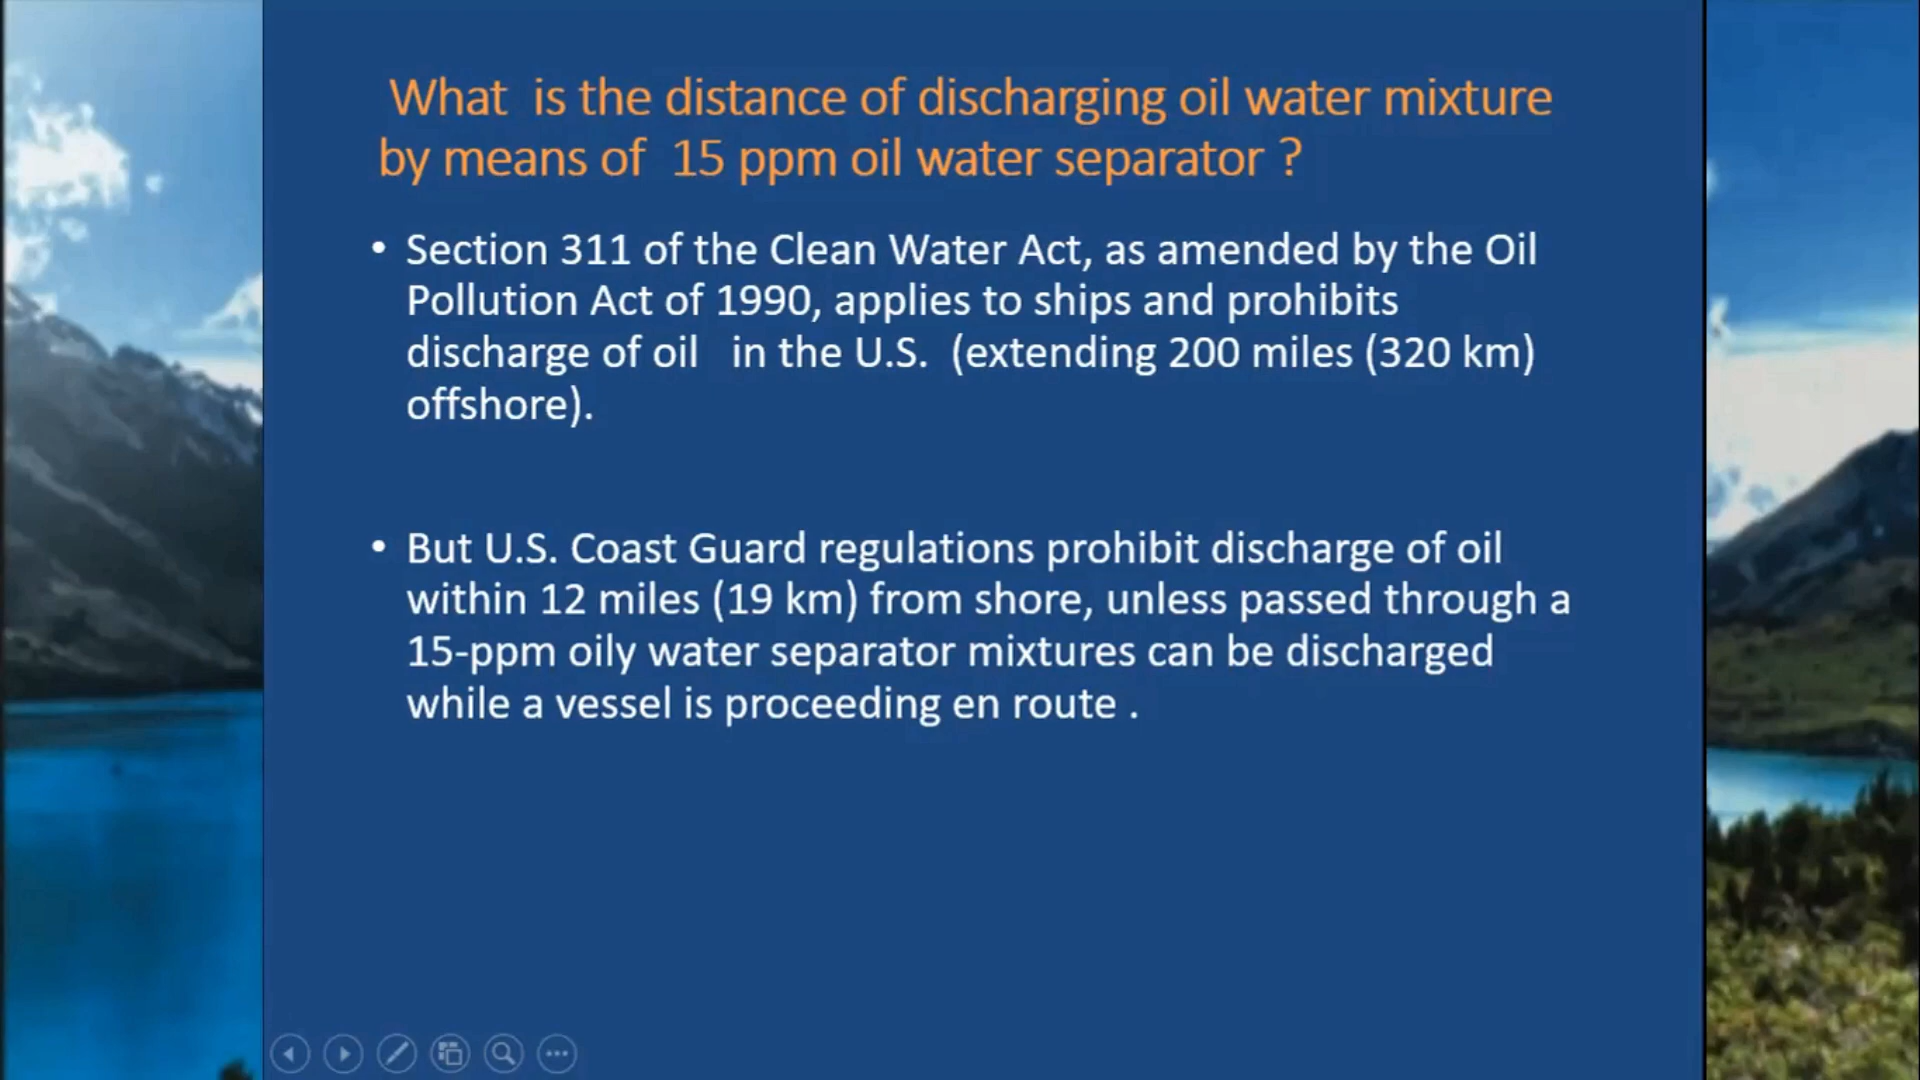 What is the distance of discharging oil water mixture
by means of 15 ppm oil water separator ?
• Section 311 of the Clean Water Act, as amended by the Oil
Pollution Act of 1990, applies to ships and prohibits
discharge of oil in the U.S. (extending 200 miles (320 km)
offshore).
• But U.S. Coast Guard regulations prohibit discharge of oil
within 12 miles (19 km) from shore, unless passed through a
15-ppm oily water separator mixtures can be discharged
while a vessel is proceeding en route .